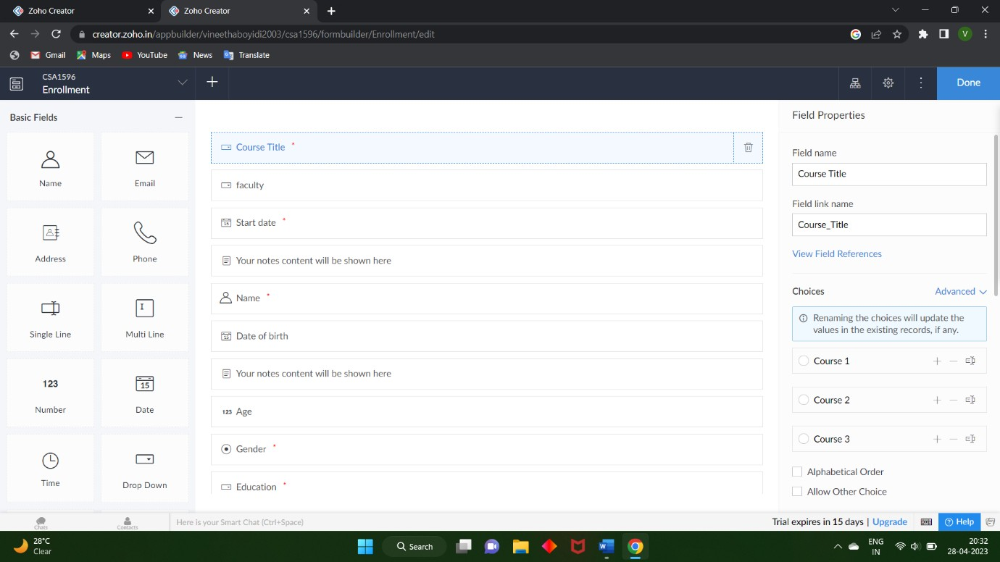 Zoho Creator
Zoho Creator
creator.zoho.in/appbuilder/vineethaboyidi2003/csa1596/formbuilder/Enrollment/edit
V
Gmail Maps YouTube News Translate
CSA1596
Enrollment
Done
Basic Fields
Name
Email
Address
Phone
Single Line
Multi Line
123
Number
15
Date
Time
Drop Down
Course Title *
faculty
Start date *
Your notes content will be shown here
Name *
Date of birth
Your notes content will be shown here
123 Age
Gender *
Education *
Field Properties
Field name
Course Title
Field link name
Course_Title
View Field References
Choices Advanced
Renaming the choices will update the
values in the existing records, if any.
Course 1
Course 2
Course 3
Alphabetical Order
Allow Other Choice
Chats
Contacts
Here is your Smart Chat (Ctrl+Space)
Trial expires in 15 days | Upgrade
Help
28°C
Clear
Search
ENG
IN
20:32
28-04-2023